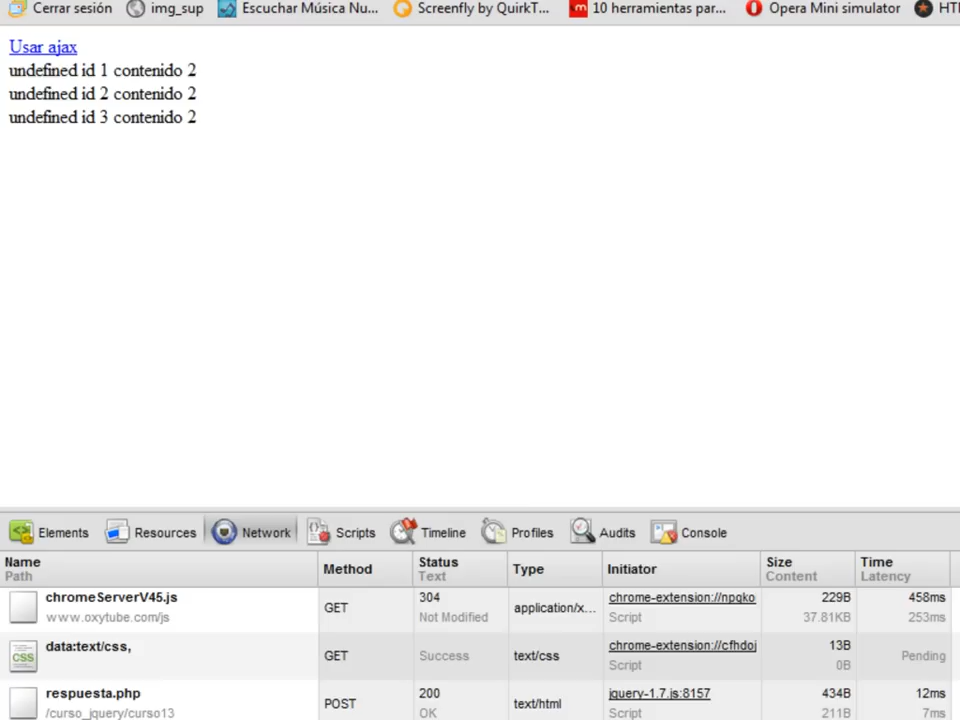 Cerrar sesión img_sup Escuchar Música Nu... Screenfly by QuirkT... 10 herramientas par... Opera Mini simulator HTI
Usar ajax
undefined id 1 contenido 2
undefined id 2 contenido 2
undefined id 3 contenido 2
Elements Resources Network Scripts Timeline Profiles Audits Console
Name Method Status Type Initiator Size Time
Path Text Content Latency
chromeServerV45.js GET 304 application/x... chrome-extension://npqko 229B 458ms
www.oxytube.com/js Not Modified Script 37.81KB 253ms
data:text/css, GET Success text/css chrome-extension://cfhdoj 13B Pending
Script 0B
respuesta.php POST 200 text/html jquery-1.7.js:8157 434B 12ms
/curso_jquery/curso13 OK Script 211B 7ms